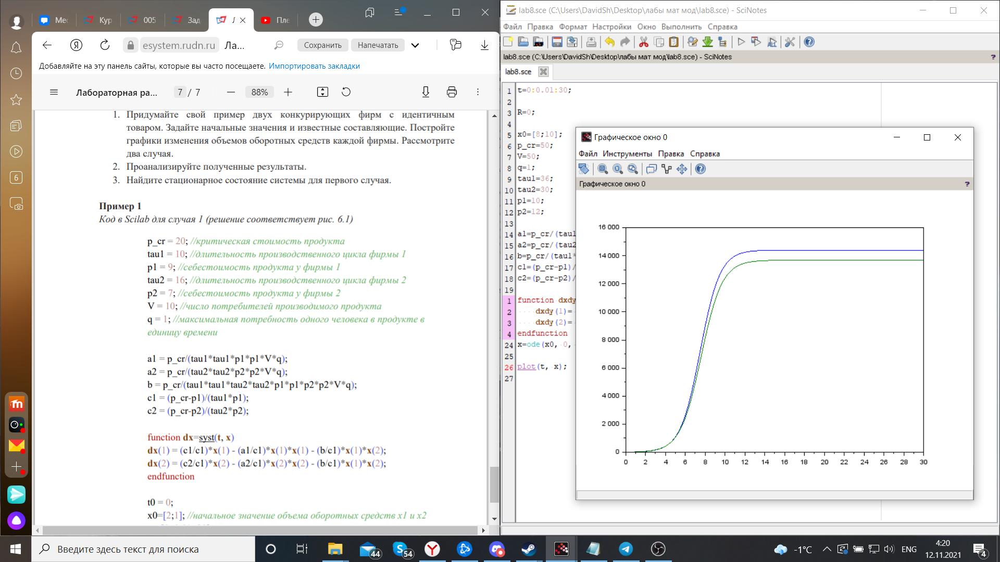 Мес
Кур
005
Зад
Л
Пле
esystem.rudn.ru
Ла...
Сохранить
Напечатать
Добавляйте на эту панель сайты, которые вы часто посещаете. Импортировать закладки
Лабораторная ра...
7 / 7
88%
1. Придумайте свой пример двух конкурирующих фирм с идентичным
товаром. Задайте начальные значения и известные составляющие. Постройте
графики изменения объемов оборотных средств каждой фирмы. Рассмотрите
два случая.
2. Проанализируйте полученные результаты.
3. Найдите стационарное состояние системы для первого случая.
Пример 1
Код в Scilab для случая 1 (решение соответствует рис. 6.1)
p_cr = 20; //критическая стоимость продукта
tau1 = 10; //длительность производственного цикла фирмы 1
p1 = 9; //себестоимость продукта у фирмы 1
tau2 = 16; //длительность производственного цикла фирмы 2
p2 = 7; //себестоимость продукта у фирмы 2
V = 10; //число потребителей производимого продукта
q = 1; //максимальная потребность одного человека в продукте в
единицу времени
a1 = p_cr/(tau1*tau1*p1*p1*V*q);
a2 = p_cr/(tau2*tau2*p2*p2*V*q);
b = p_cr/(tau1*tau1*tau2*tau2*p1*p1*p2*p2*V*q);
c1 = (p_cr-p1)/(tau1*p1);
c2 = (p_cr-p2)/(tau2*p2);
function dx=syst(t, x)
dx(1) = (c1/c1)*x(1) - (a1/c1)*x(1)*x(1) - (b/c1)*x(1)*x(2);
dx(2) = (c2/c1)*x(2) - (a2/c1)*x(2)*x(2) - (b/c1)*x(1)*x(2);
endfunction
t0 = 0;
x0=[2;1]; //начальное значение объема оборотных средств x1 и x2
6
lab8.sce (C:\Users\DavidSh\Desktop\лабы мат мод\lab8.sce) - SciNotes
Файл Правка Формат Настройки Окно Выполнить Справка
lab8.sce (C:\Users\DavidSh\Desktop\лабы мат мод\lab8.sce) - SciNotes
?
lab8.sce
1 t=0:0.01:30;
2
3 R=0;
4
5 x0=[8;10];
6 p_cr=50;
7 V=50;
8 q=1;
9 tau1=36;
10 tau2=30;
11 p1=10;
12 p2=12;
13
14 a1=p_cr/(tau1
15 a2=p_cr/(tau2
16 b=p_cr/(tau1*
17 c1=(p_cr-p1)/
18 c2=(p_cr-p2)/
19
1 function dxdy
2 dxdy(1)=
3 dxdy(2)=
4 endfunction
24 x=ode(x0, 0,
25
26 plot(t, x);
27
Графическое окно 0
Файл Инструменты Правка Справка
Графическое окно 0
?
16 000
14 000
12 000
10 000
8 000
6 000
4 000
2 000
0
0 2 4 6 8 10 12 14 16 18 20 22 24 26 28 30
Введите здесь текст для поиска
44
54
-1°C
ENG
4:20
12.11.2021
4